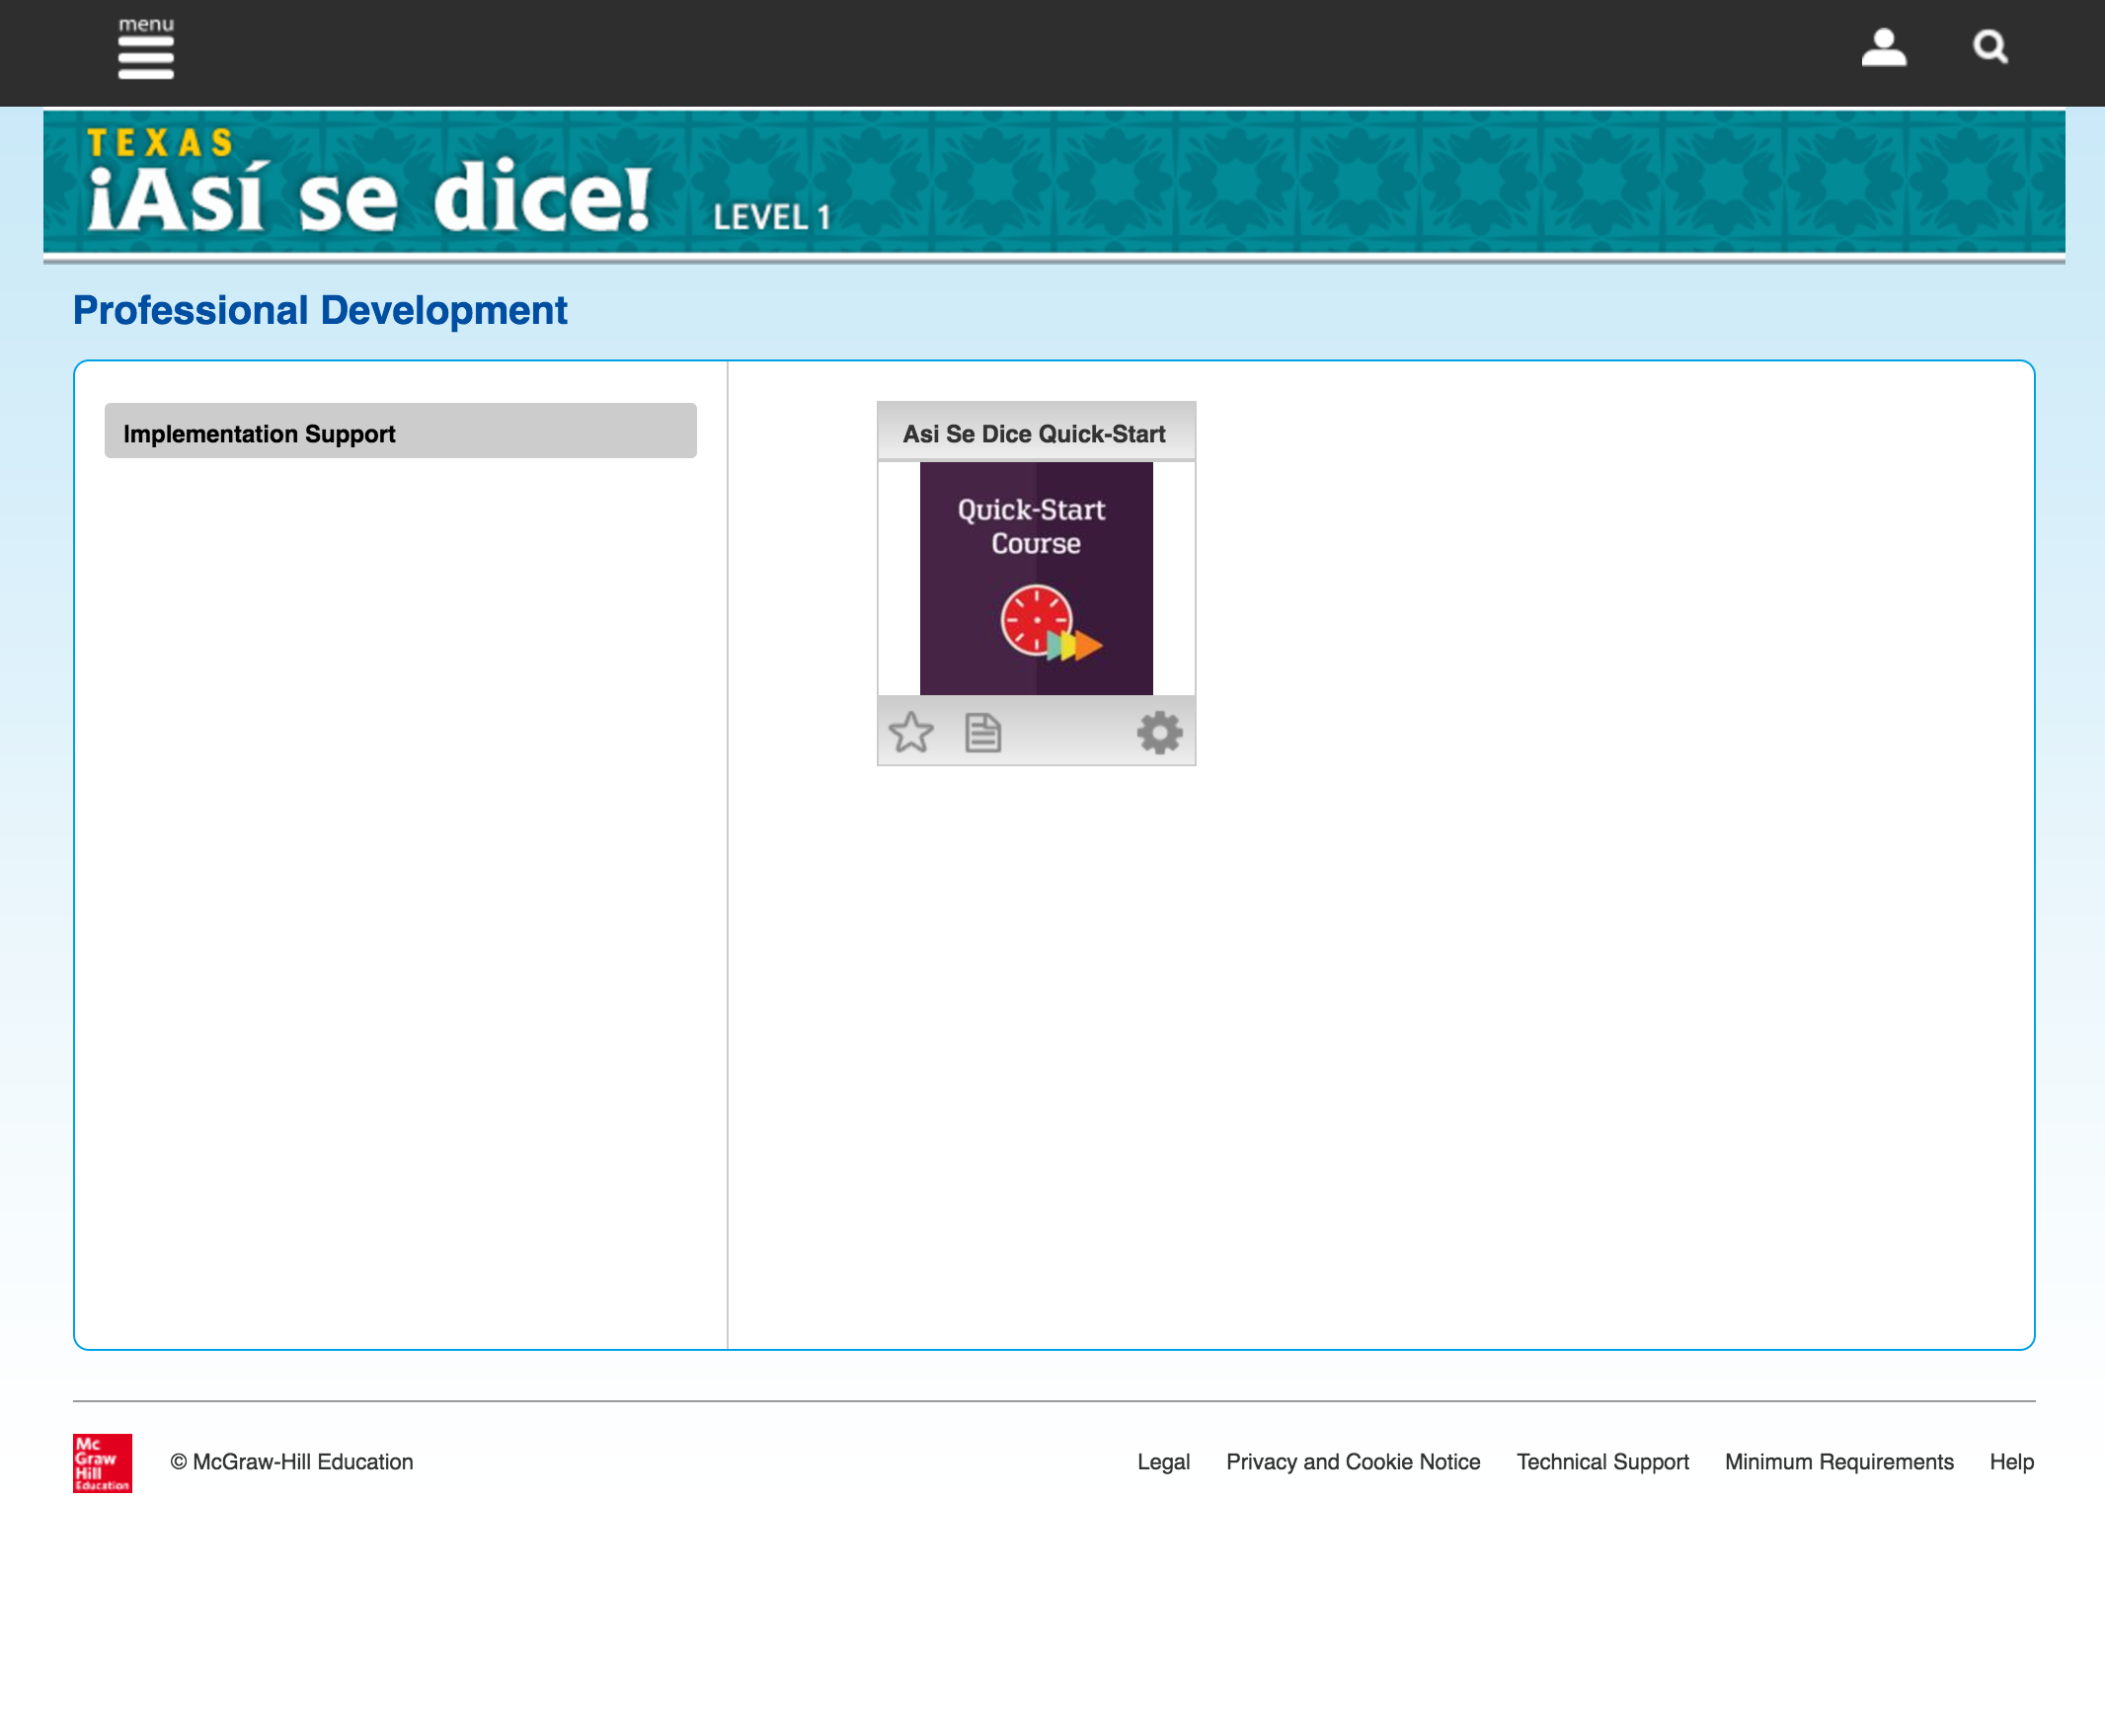 menu
TEXAS
¡Así se dice!
LEVEL 1
Professional Development
Implementation Support
Asi Se Dice Quick-Start
Quick-Start
Course
Mc
Graw
Hill
Education
© McGraw-Hill Education
Legal
Privacy and Cookie Notice
Technical Support
Minimum Requirements
Help